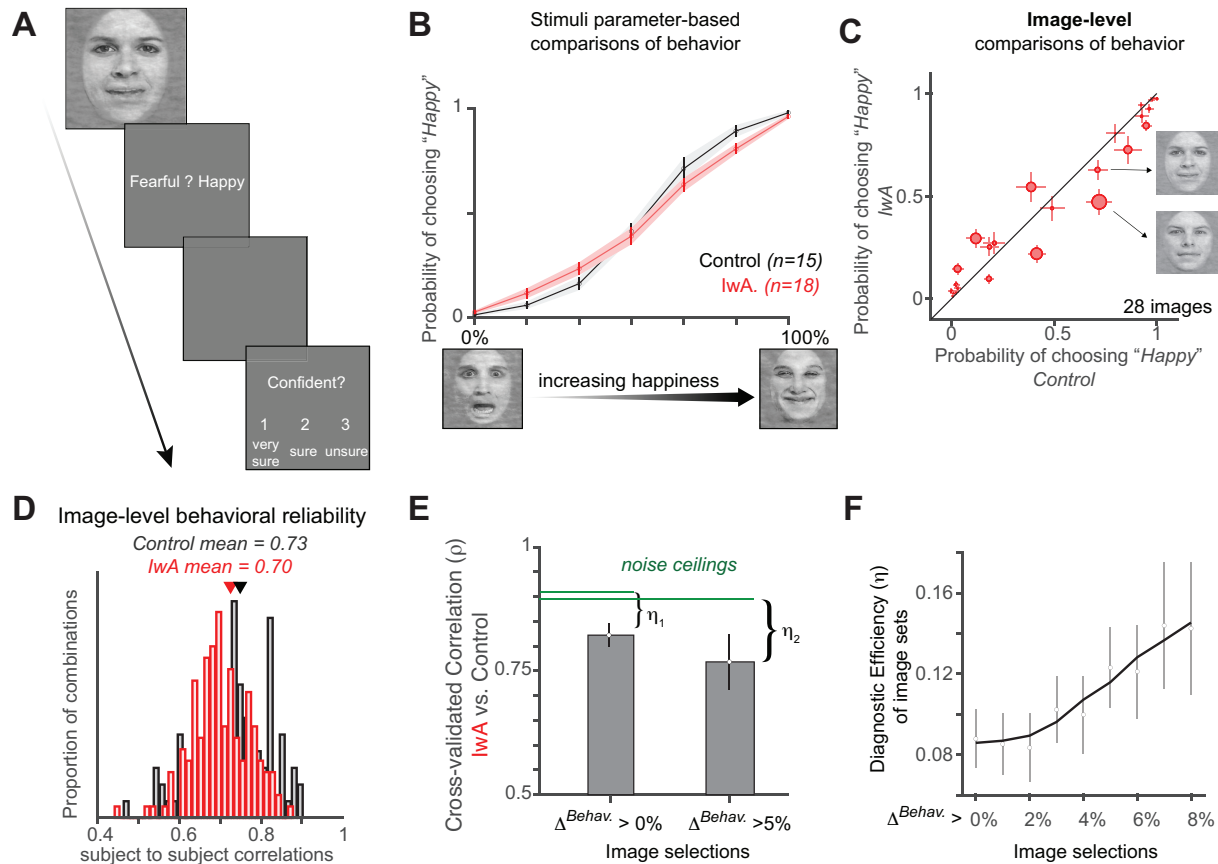 A
Fearful ? Happy
Confident?
1 2 3
very sure unsure
sure
B
Stimuli parameter-based
comparisons of behavior
Probability of choosing “Happy”
1
0
Control (n=15)
IwA. (n=18)
0%
100%
increasing happiness
C
Image-level
comparisons of behavior
Probability of choosing “Happy”
IwA
1
0.5
0
28 images
0 0.5 1
Probability of choosing “Happy”
Control
D
Image-level behavioral reliability
Control mean = 0.73
IwA mean = 0.70
Proportion of combinations
0.4 0.6 0.8 1
subject to subject correlations
E
Cross-validated Correlation (ρ)
IwA vs. Control
1
0.75
0.5
noise ceilings
η1
η2
Δ^Behav. > 0% Δ^Behav. >5%
Image selections
F
Diagnostic Efficiency (η)
of image sets
0.16
0.12
0.08
Δ^Behav. > 0% 2% 4% 6% 8%
Image selections